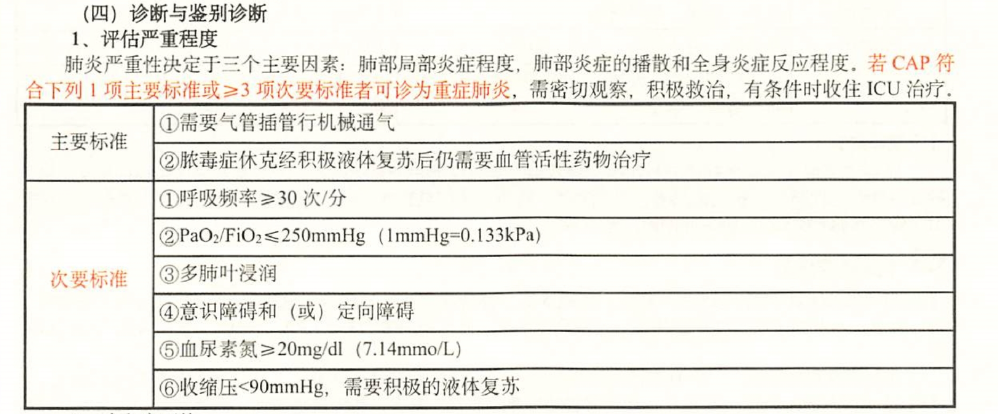 （四）诊断与鉴别诊断
1、评估严重程度
肺炎严重性决定于三个主要因素：肺部局部炎症程度，肺部炎症的播散和全身炎症反应程度。若 CAP 符
合下列 1 项主要标准或≥3 项次要标准者可诊为重症肺炎，需密切观察，积极救治，有条件时收住 ICU 治疗。
主要标准
①需要气管插管行机械通气
②脓毒症休克经积极液体复苏后仍需要血管活性药物治疗
次要标准
①呼吸频率≥30 次/分
②PaO₂/FiO₂≤250mmHg（1mmHg=0.133kPa）
③多肺叶浸润
④意识障碍和（或）定向障碍
⑤血尿素氮≥20mg/dl（7.14mmo/L）
⑥收缩压<90mmHg，需要积极的液体复苏